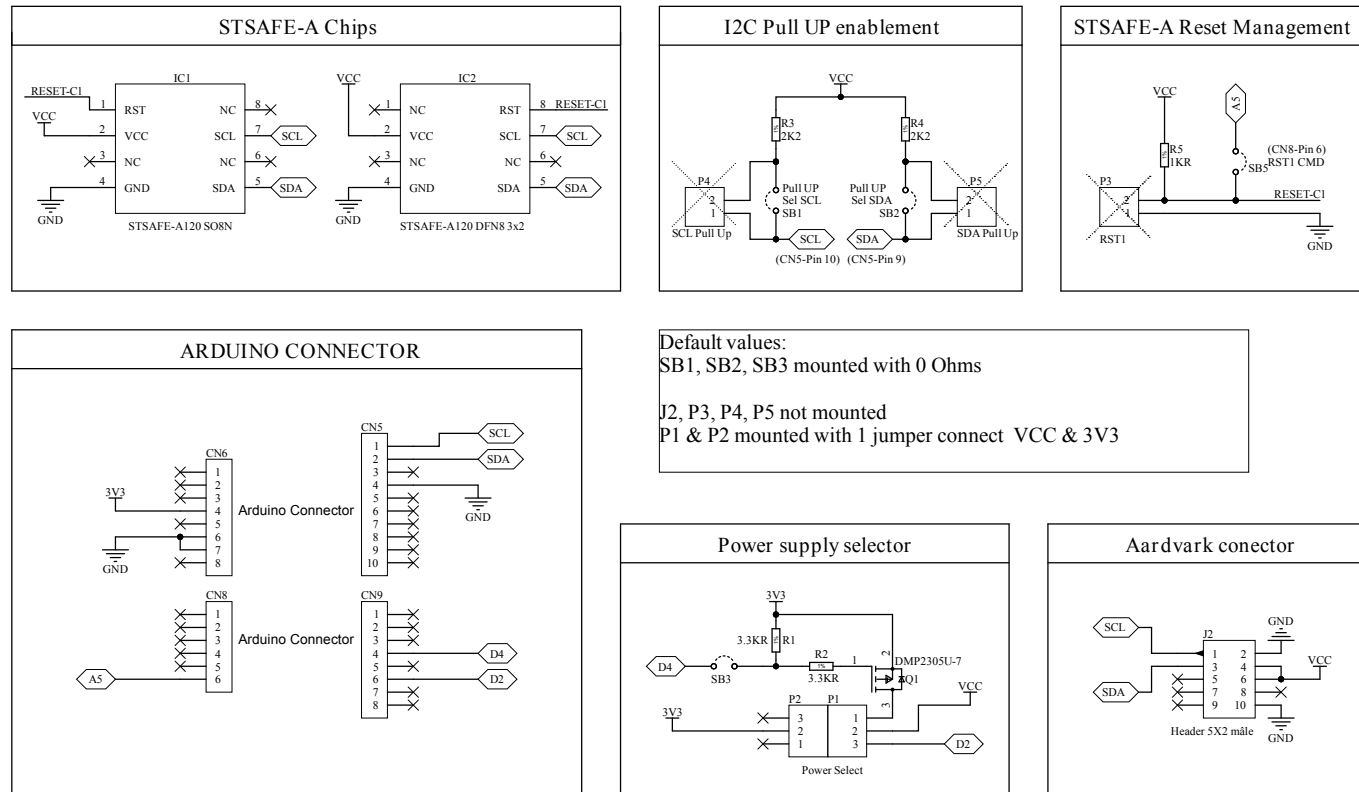 STSAFE-A Chips
IC1
RESET-C1
1 RST NC 8
VCC
2 VCC SCL 7 SCL
3 NC NC 6
4 GND SDA 5 SDA
GND
STSAFE-A120 SO8N
IC2
VCC
1 NC RST 8 RESET-C1
2 VCC SCL 7 SCL
3 NC NC 6
4 GND SDA 5 SDA
GND
STSAFE-A120 DFN8 3x2
I2C Pull UP enablement
VCC
R3
2K2
1%
R4
2K2
1%
P4
2
1
SCL Pull Up
Pull UP
Sel SCL
SB1
Pull UP
Sel SDA
SB2
P5
2
1
SDA Pull Up
SCL
SDA
(CN5-Pin 10)
(CN5-Pin 9)
STSAFE-A Reset Management
VCC
A5
R5
1KR
1%
(CN8-Pin 6)
RST1 CMD
SB5
P3
2
1
RST1
RESET-C1
GND
ARDUINO CONNECTOR
CN6
1
2
3
3V3
4
5
6
7
8
GND
Arduino Connector
CN5
1
2
3
4
5
6
7
8
9
10
SCL
SDA
GND
CN8
1
2
3
4
5
6
A5
Arduino Connector
CN9
1
2
3
4
5
6
7
8
D4
D2
Default values:
SB1, SB2, SB3 mounted with 0 Ohms
J2, P3, P4, P5 not mounted
P1 & P2 mounted with 1 jumper connect VCC & 3V3
Power supply selector
3V3
3.3KR
1%
R1
D4
SB3
R2
1%
3.3KR
1
2
3
DMP2305U-7
Q1
VCC
3V3
P2
3
2
1
P1
1
2
3
D2
Power Select
Aardvark conector
SCL
SDA
J2
1 2
3 4
5 6
7 8
9 10
GND
VCC
GND
Header 5X2 mâle